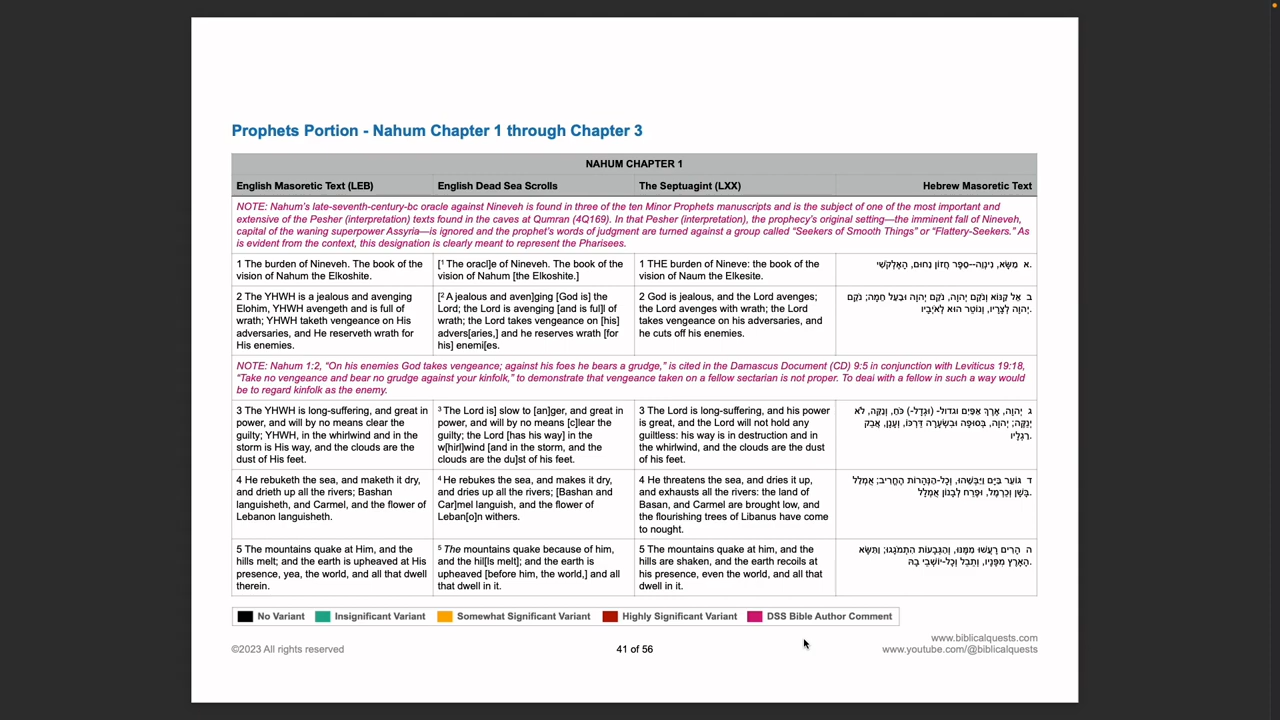 Prophets Portion - Nahum Chapter 1 through Chapter 3
NAHUM CHAPTER 1
English Masoretic Text (LEB)
English Dead Sea Scrolls
The Septuagint (LXX)
Hebrew Masoretic Text
NOTE: Nahum's late-seventh-century-bc oracle against Nineveh is found in three of the ten Minor Prophets manuscripts and is the subject of one of the most important and
extensive of the Pesher (interpretation) texts found in the caves at Qumran (4Q169). In that Pesher (interpretation), the prophecy's original setting—the imminent fall of Nineveh,
capital of the waning superpower Assyria—is ignored and the prophet's words of judgment are turned against a group called “Seekers of Smooth Things” or “Flattery-Seekers.” As
is evident from the context, this designation is clearly meant to represent the Pharisees.
1 The burden of Nineveh. The book of the
vision of Nahum the Elkoshite.
[¹ The oracl]e of Nineveh. The book of the
vision of Nahum [the Elkoshite.]
1 THE burden of Nineve: the book of the
vision of Naum the Elkesite.
א מַשָּׂא, נִינְוֵה--סֵפֶר חֲזוֹן נַחוּם, הָאֶלְקֹשִׁי.
2 The YHWH is a jealous and avenging
Elohim, YHWH avengeth and is full of
wrath; YHWH taketh vengeance on His
adversaries, and He reserveth wrath for
His enemies.
[² A jealous and aven]ging [God is] the
Lord; the Lord is avenging [and is ful]l of
wrath; the Lord takes vengeance on [his]
advers[aries,] and he reserves wrath [for
his] enemi[es.
2 God is jealous, and the Lord avenges;
the Lord avenges with wrath; the Lord
takes vengeance on his adversaries, and
he cuts off his enemies.
ב אֵל קַנּוֹא וְנֹקֵם יְהוָה, נֹקֵם יְהוָה וּבַעַל חֵמָה; נֹקֵם
יְהוָה לְצָרָיו, וְנוֹטֵר הוּא לְאֹיְבָיו.
NOTE: Nahum 1:2, “On his enemies God takes vengeance; against his foes he bears a grudge,” is cited in the Damascus Document (CD) 9:5 in conjunction with Leviticus 19:18,
“Take no vengeance and bear no grudge against your kinfolk,” to demonstrate that vengeance taken on a fellow sectarian is not proper. To deal with a fellow in such a way would
be to regard kinfolk as the enemy.
3 The YHWH is long-suffering, and great in
power, and will by no means clear the
guilty; YHWH, in the whirlwind and in the
storm is His way, and the clouds are the
dust of His feet.
³ The Lord is] slow to [an]ger, and great in
power, and will by no means [c]lear the
guilty; the Lord [has his way] in the
w[hirl]wind [and in the storm, and the
clouds are the du]st of his feet.
3 The Lord is long-suffering, and his power
is great, and the Lord will not hold any
guiltless: his way is in destruction and in
the whirlwind, and the clouds are the dust
of his feet.
ג יְהוָה, אֶרֶךְ אַפַּיִם וגדול- (וּגְדָל-) כֹּחַ, וְנַקֵּה, לֹא
יְנַקֶּה; יְהוָה, בְּסוּפָה וּבִשְׂעָרָה דַּרְכּוֹ, וְעָנָן, אֲבַק
רַגְלָיו.
4 He rebuketh the sea, and maketh it dry,
and drieth up all the rivers; Bashan
languisheth, and Carmel, and the flower of
Lebanon languisheth.
⁴ He rebukes the sea, and makes it dry,
and dries up all the rivers; [Bashan and
Car]mel languish, and the flower of
Leban[o]n withers.
4 He threatens the sea, and dries it up,
and exhausts all the rivers: the land of
Basan, and Carmel are brought low, and
the flourishing trees of Libanus have come
to nought.
ד גּוֹעֵר בַּיָּם וַיַּבְּשֵׁהוּ, וְכָל-הַנְּהָרוֹת הֶחֱרִיב; אֻמְלַל
בָּשָׁן וְכַרְמֶל, וּפֶרַח לְבָנוֹן אֻמְלָל.
5 The mountains quake at Him, and the
hills melt; and the earth is upheaved at His
presence, yea, the world, and all that dwell
therein.
⁵ The mountains quake because of him,
and the hil[ls melt]; and the earth is
upheaved [before him, the world,] and all
that dwell in it.
5 The mountains quake at him, and the
hills are shaken, and the earth recoils at
his presence, even the world, and all that
dwell in it.
ה הָרִים רָעֲשׁוּ מִמֶּנּוּ, וְהַגְּבָעוֹת הִתְמֹגָגוּ; וַתִּשָּׂא
הָאָרֶץ מִפָּנָיו, וְתֵבֵל וְכָל-יוֹשְׁבֵי בָהּ.
No Variant
Insignificant Variant
Somewhat Significant Variant
Highly Significant Variant
DSS Bible Author Comment
©2023 All rights reserved
41 of 56
www.biblicalquests.com
www.youtube.com/@biblicalquests